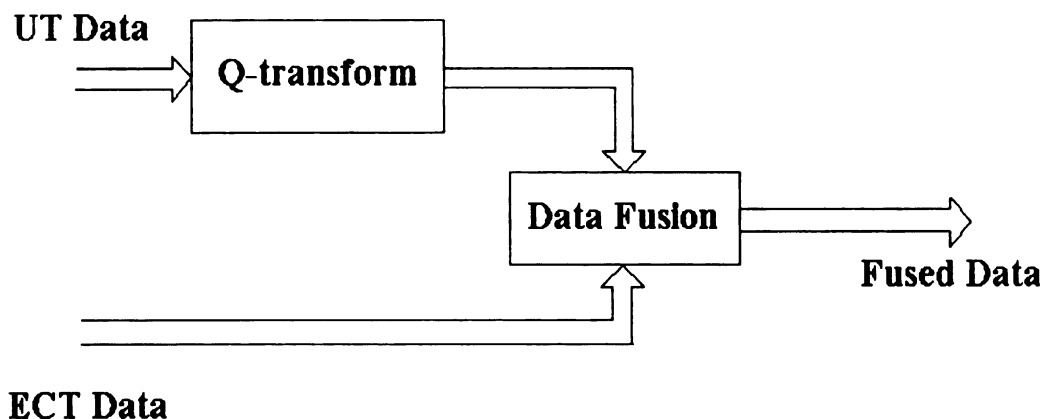 UT Data
Q-transform
Data Fusion
Fused Data
ECT Data